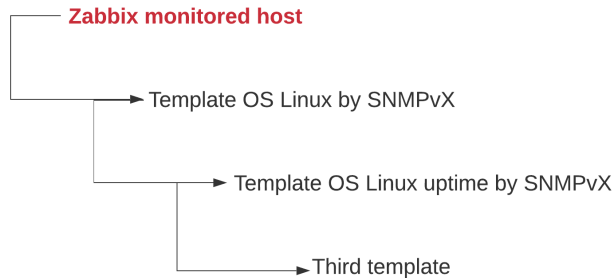 Zabbix monitored host
Template OS Linux by SNMPvX
Template OS Linux uptime by SNMPvX
Third template